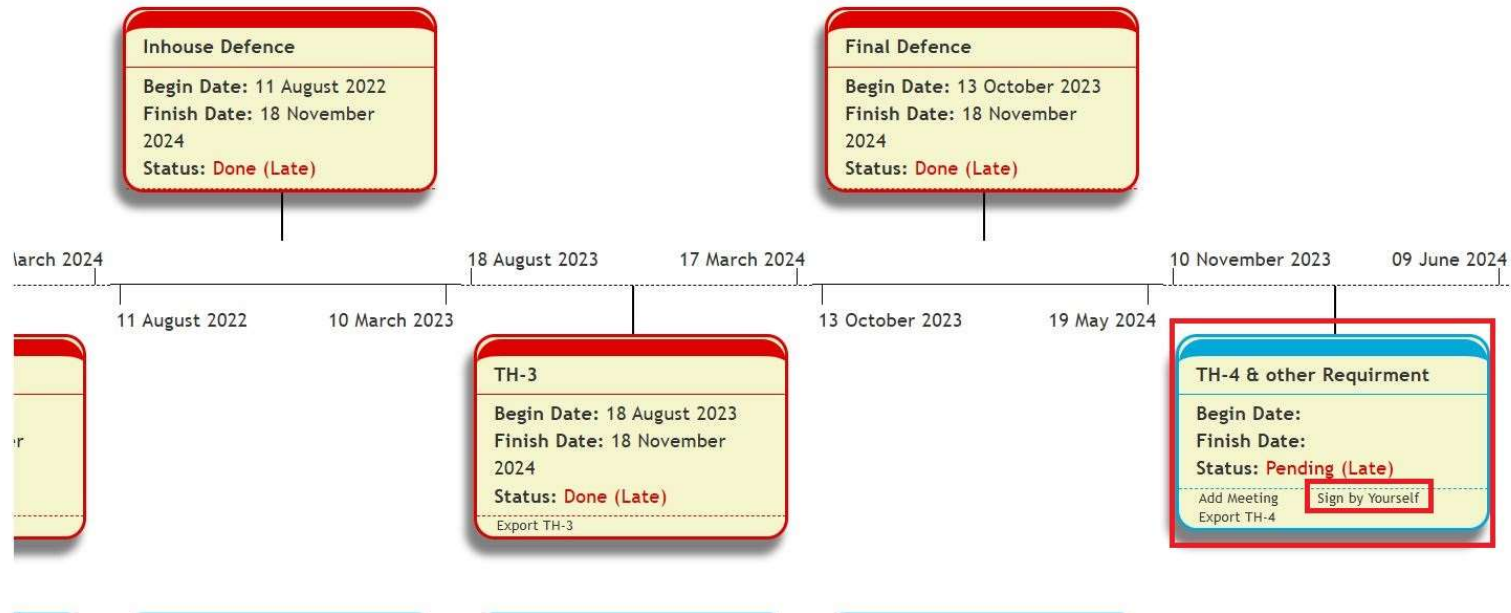 Inhouse Defence
Begin Date: 11 August 2022
Finish Date: 18 November
2024
Status: Done (Late)
Final Defence
Begin Date: 13 October 2023
Finish Date: 18 November
2024
Status: Done (Late)
March 2024
18 August 2023
17 March 2024
10 November 2023
09 June 2024
11 August 2022
10 March 2023
13 October 2023
19 May 2024
TH-3
Begin Date: 18 August 2023
Finish Date: 18 November
2024
Status: Done (Late)
Export TH-3
TH-4 & other Requirment
Begin Date:
Finish Date:
Status: Pending (Late)
Add Meeting
Sign by Yourself
Export TH-4